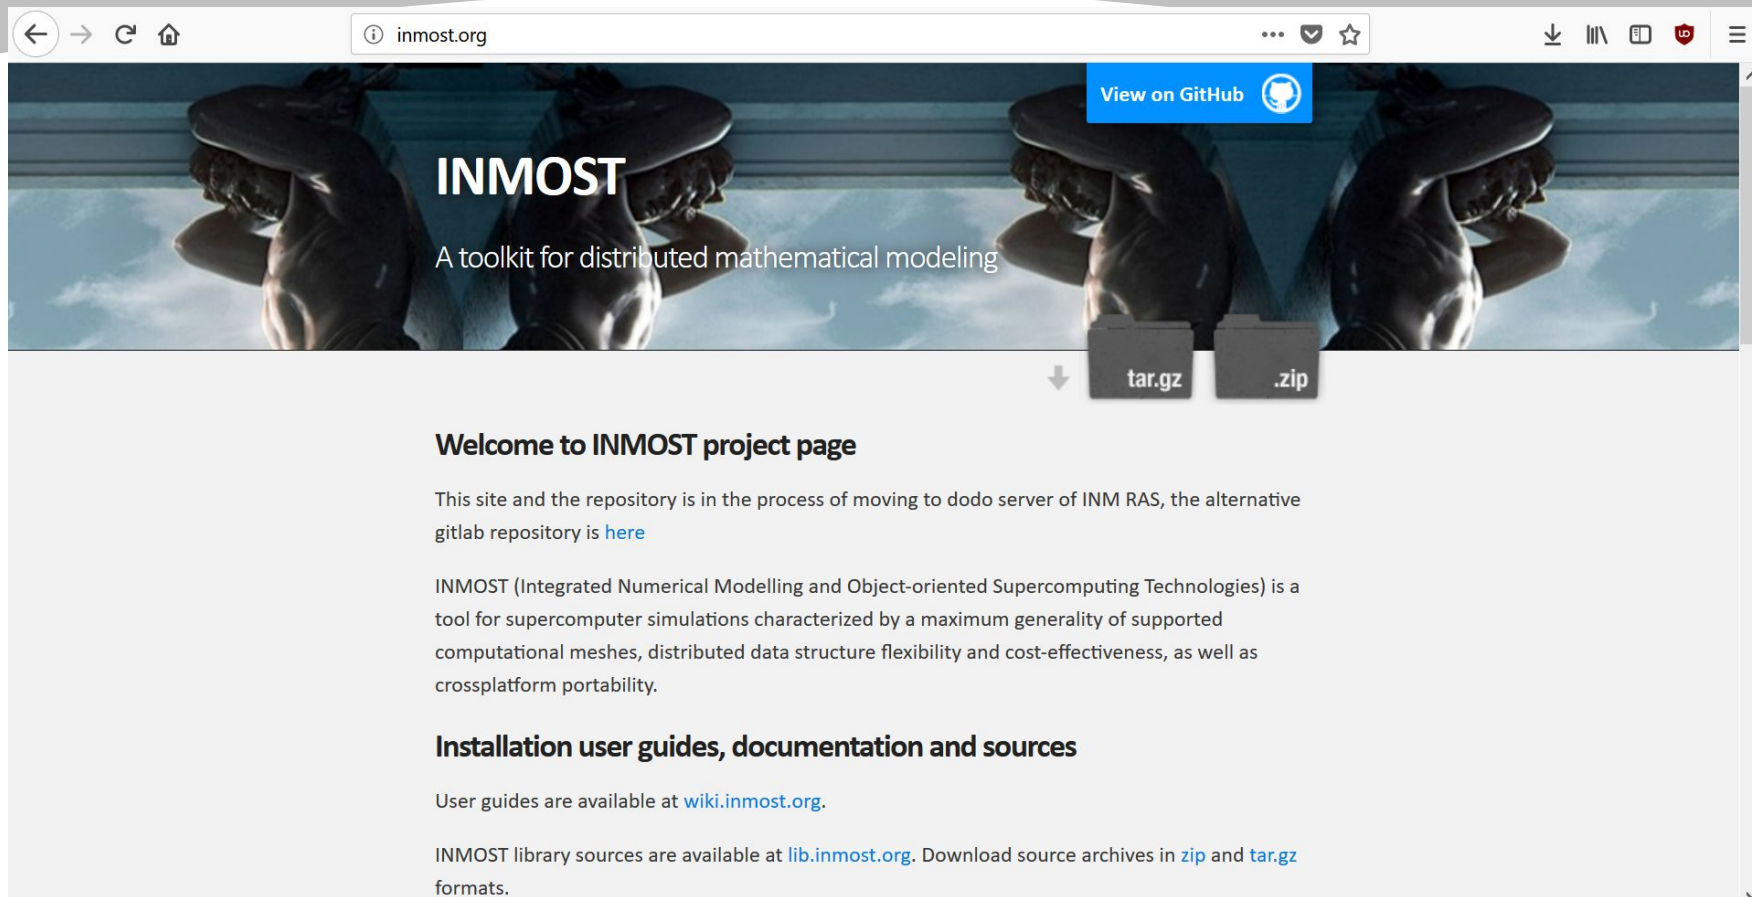 inmost.org
View on GitHub
INMOST
A toolkit for distributed mathematical modeling
tar.gz
.zip
Welcome to INMOST project page
This site and the repository is in the process of moving to dodo server of INM RAS, the alternative
gitlab repository is here
INMOST (Integrated Numerical Modelling and Object-oriented Supercomputing Technologies) is a
tool for supercomputer simulations characterized by a maximum generality of supported
computational meshes, distributed data structure flexibility and cost-effectiveness, as well as
crossplatform portability.
Installation user guides, documentation and sources
User guides are available at wiki.inmost.org.
INMOST library sources are available at lib.inmost.org. Download source archives in zip and tar.gz
formats.